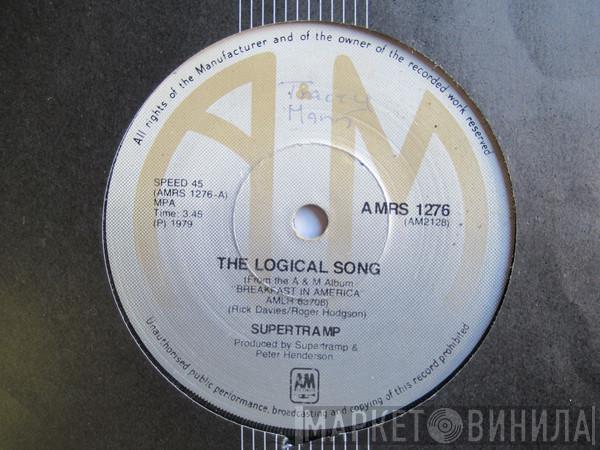 All rights of the Manufacturer and of the owner of the recorded work reserved
Tracey
Mann
SPEED 45
(AMRS 1276-A)
MPA
Time: 3.45
(P) 1979
AMRS 1276
(AM2128)
THE LOGICAL SONG
(From the A & M Album
"BREAKFAST IN AMERICA"
AMLH 63708)
(Rick Davies/Roger Hodgson)
SUPERTRAMP
Produced by Supertramp &
Peter Henderson
AM
Unauthorised public performance, broadcasting and copying of this record prohibited
МАРКЕТ ВИНИЛА